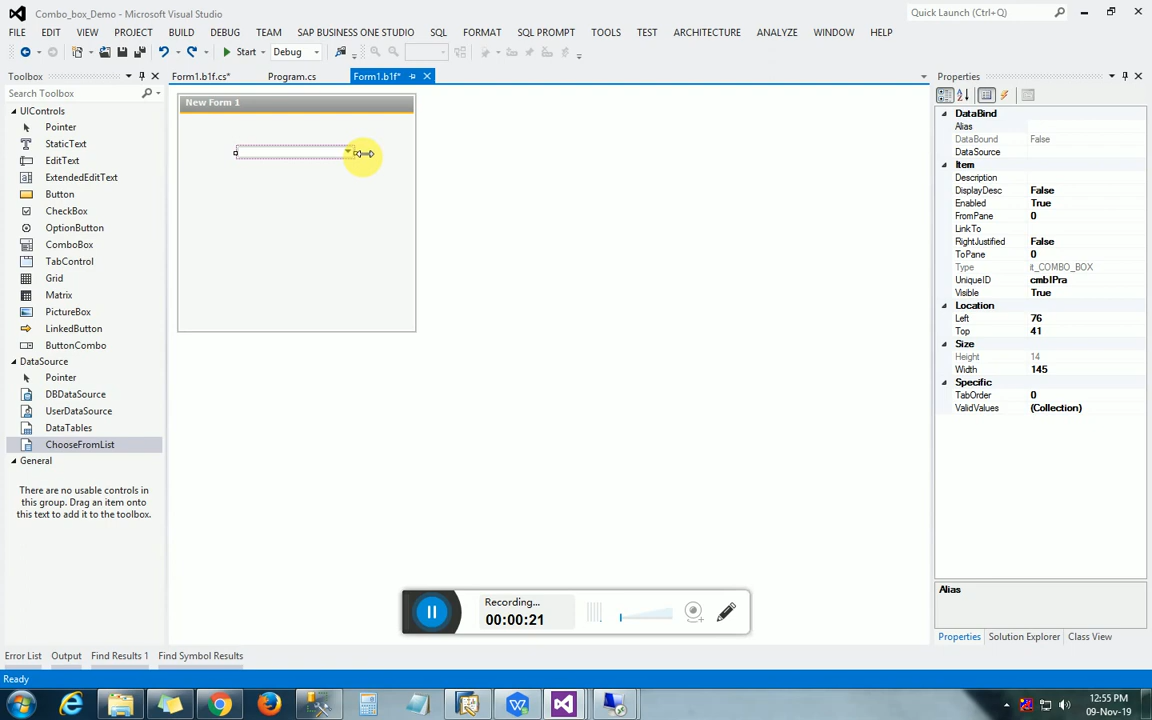 Combo_box_Demo - Microsoft Visual Studio
Quick Launch (Ctrl+Q)
FILE EDIT VIEW PROJECT BUILD DEBUG TEAM SAP BUSINESS ONE STUDIO SQL FORMAT SQL PROMPT TOOLS TEST ARCHITECTURE ANALYZE WINDOW HELP
Start Debug
Toolbox
Form1.b1f.cs* Program.cs Form1.b1f*
Properties
Search Toolbox
UIControls
Pointer
StaticText
EditText
ExtendedEditText
Button
CheckBox
OptionButton
ComboBox
TabControl
Grid
Matrix
PictureBox
LinkedButton
ButtonCombo
DataSource
Pointer
DBDataSource
UserDataSource
DataTables
ChooseFromList
General
There are no usable controls in
this group. Drag an item onto
this text to add it to the toolbox.
New Form 1
DataBind
Alias
DataBound False
DataSource
Item
Description
DisplayDesc False
Enabled True
FromPane 0
LinkTo
RightJustified False
ToPane 0
Type it_COMBO_BOX
UniqueID cmbIPra
Visible True
Location
Left 76
Top 41
Size
Height 14
Width 145
Specific
TabOrder 0
ValidValues (Collection)
Alias
Recording...
00:00:21
Properties Solution Explorer Class View
Error List Output Find Results 1 Find Symbol Results
Ready
12:55 PM
09-Nov-19